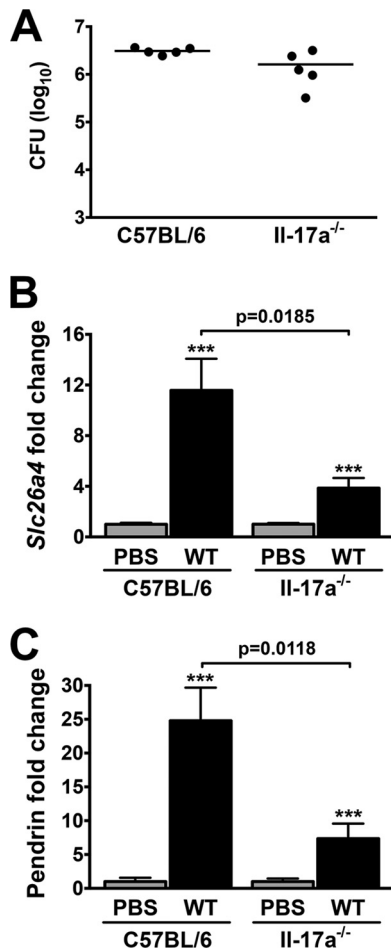 A
CFU (log10)
7
6
5
4
3
C57BL/6
Il-17a-/-
B
Slc26a4 fold change
16
12
8
4
0
p=0.0185
***
***
PBS WT PBS WT
C57BL/6 Il-17a-/-
C
Pendrin fold change
30
25
20
15
10
5
0
p=0.0118
***
***
PBS WT PBS WT
C57BL/6 Il-17a-/-